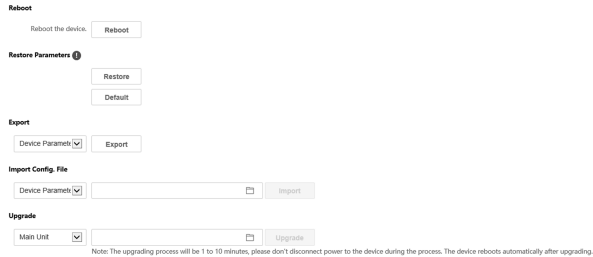 Reboot
Reboot the device. Reboot
Restore Parameters !
Restore
Default
Export
Device Paramete Export
Import Config. File
Device Paramete Import
Upgrade
Main Unit Upgrade
Note: The upgrading process will be 1 to 10 minutes, please don't disconnect power to the device during the process. The device reboots automatically after upgrading.